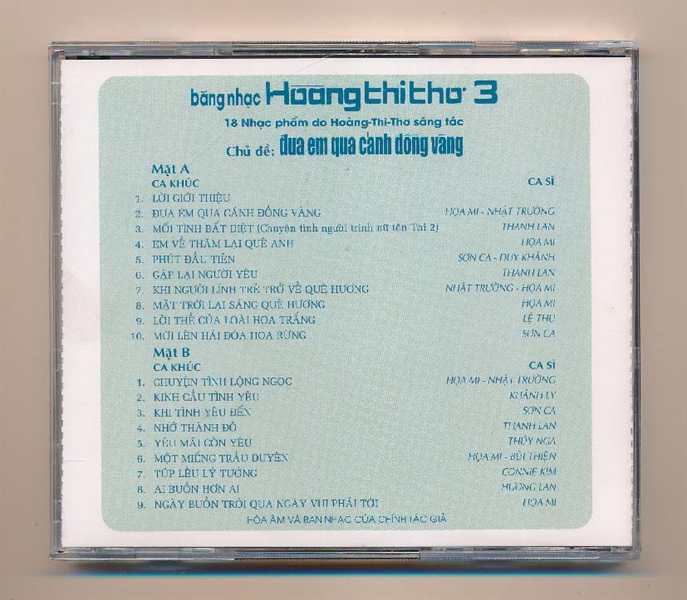 băng nhạc Hoàng thi thơ 3
18 Nhạc phẩm do Hoàng-Thi-Thơ sáng tác
Chủ đề: đưa em qua cánh đồng vàng
Mặt A
CA KHÚC CA SĨ
1. LỜI GIỚI THIỆU
2. ĐƯA EM QUA CÁNH ĐỒNG VÀNG HỌA MI - NHẬT TRƯỜNG
3. MỐI TÌNH BẤT DIỆT (Chuyện tình người trinh nữ tên Thi 2) THANH LAN
4. EM VỀ THĂM LẠI QUÊ ANH HỌA MI
5. PHÚT ĐẦU TIÊN SƠN CA - DUY KHÁNH
6. GẶP LẠI NGƯỜI YÊU THANH LAN
7. KHI NGƯỜI LÍNH TRẺ TRỞ VỀ QUÊ HƯƠNG NHẬT TRƯỜNG - HỌA MI
8. MẶT TRỜI LẠI SÁNG QUÊ HƯƠNG HỌA MI
9. LỜI THỀ CỦA LOÀI HOA TRẮNG LỆ THU
10. MỜI LÊN HÁI ĐÓA HOA RỪNG SƠN CA
Mặt B
CA KHÚC CA SĨ
1. CHUYỆN TÌNH LỘNG NGỌC HỌA MI - NHẬT TRƯỜNG
2. KINH CẦU TÌNH YÊU KHÁNH LY
3. KHI TÌNH YÊU ĐẾN SƠN CA
4. NHỚ THÀNH ĐÔ THANH LAN
5. YÊU MÃI CÒN YÊU THÚY NGA
6. MỘT MIẾNG TRẦU DUYÊN HỌA MI - BÙI THIỆN
7. TÚP LỀU LÝ TƯỞNG CONNIE KIM
8. AI BUỒN HƠN AI HƯƠNG LAN
9. NGÀY BUỒN TRÔI QUA NGÀY VUI PHẢI TỚI HỌA MI
HÒA ÂM VÀ BAN NHẠC CỦA CHÍNH TÁC GIẢ